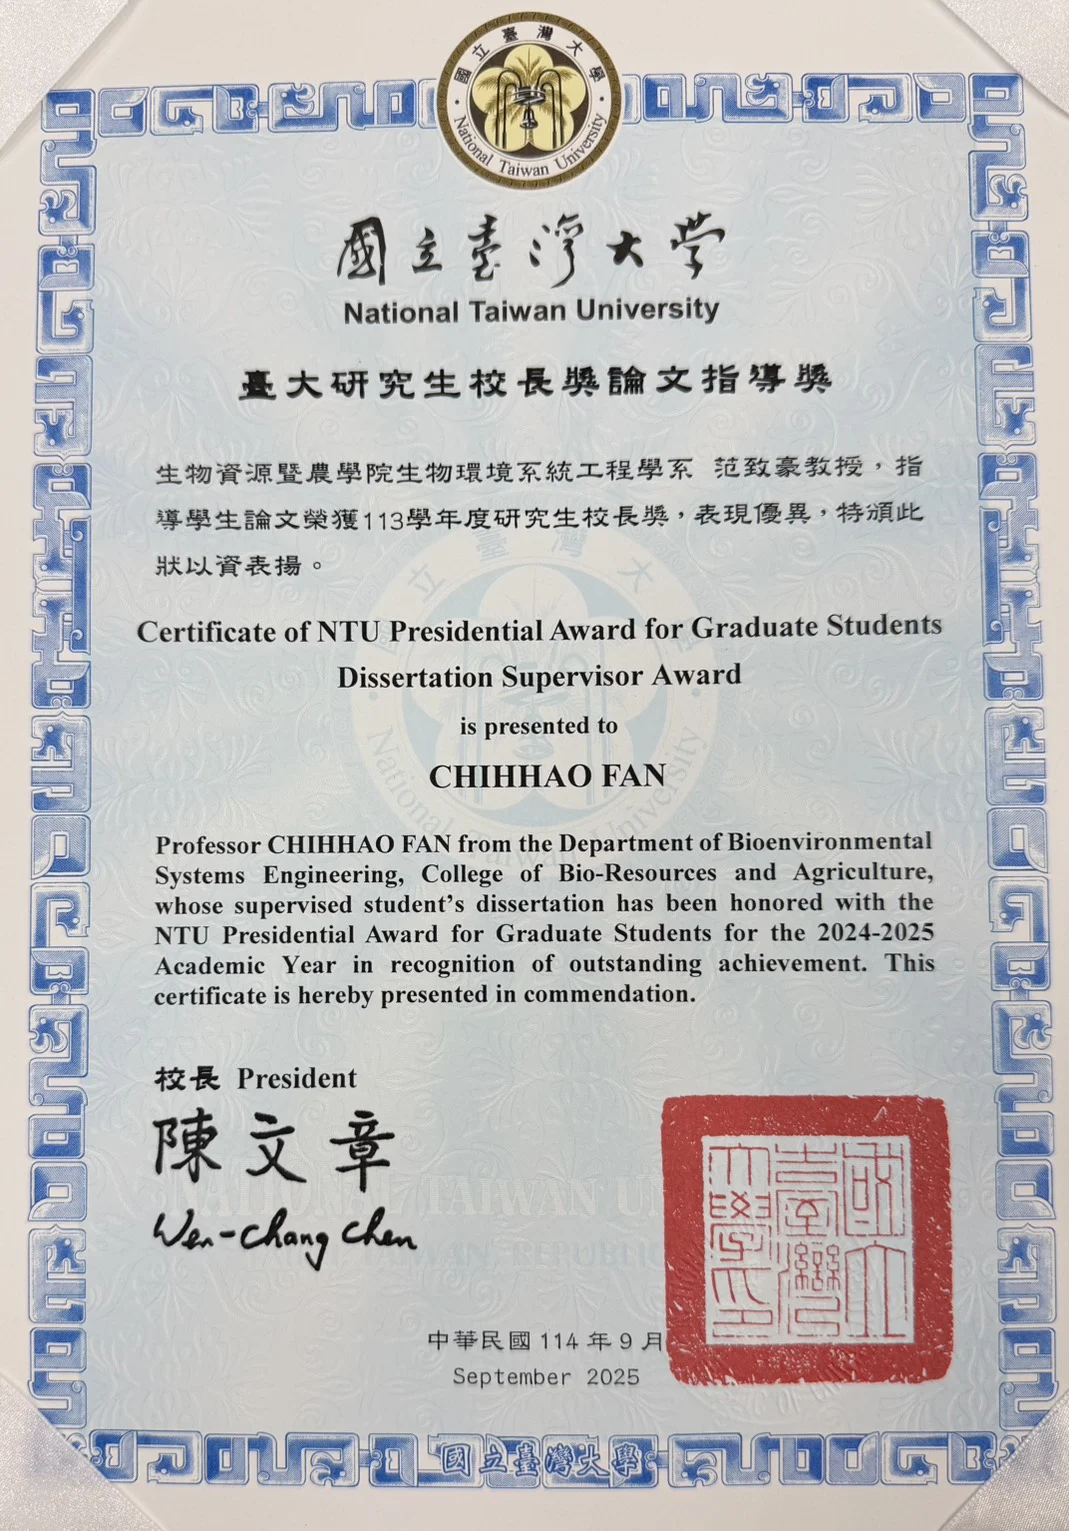 國立臺灣大學
National Taiwan University
國立臺灣大學
National Taiwan University
臺大研究生校長獎論文指導獎
生物資源暨農學院生物環境系統工程學系 范致豪教授，指
導學生論文榮獲113學年度研究生校長獎，表現優異，特頒此
狀以資表揚。
Certificate of NTU Presidential Award for Graduate Students
Dissertation Supervisor Award
is presented to
CHIHHAO FAN
Professor CHIHHAO FAN from the Department of Bioenvironmental
Systems Engineering, College of Bio-Resources and Agriculture,
whose supervised student's dissertation has been honored with the
NTU Presidential Award for Graduate Students for the 2024-2025
Academic Year in recognition of outstanding achievement. This
certificate is hereby presented in commendation.
校長 President
陳文章
Wen-chang Chen
國立臺灣大學印
中華民國 114 年 9 月
September 2025
國立臺灣大學